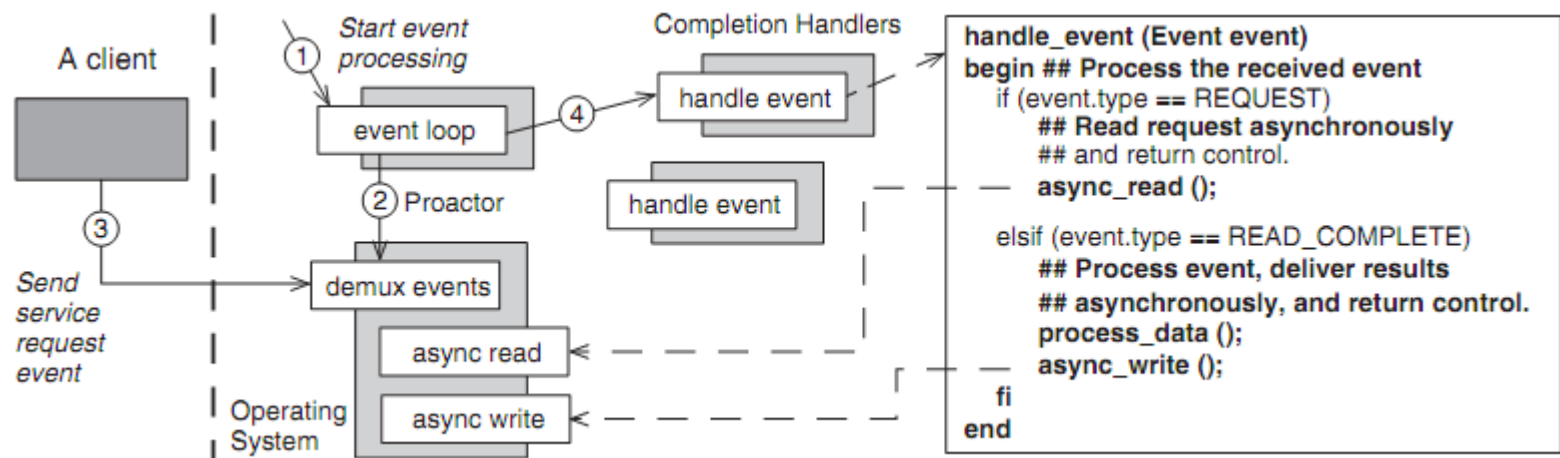 A client
1
Start event
processing
event loop
2
Proactor
3
Send
service
request
event
demux events
async read
async write
Operating
System
Completion Handlers
4
handle event
handle event
handle_event (Event event)
begin ## Process the received event
if (event.type == REQUEST)
## Read request asynchronously
## and return control.
async_read ();
elsif (event.type == READ_COMPLETE)
## Process event, deliver results
## asynchronously, and return control.
process_data ();
async_write ();
fi
end